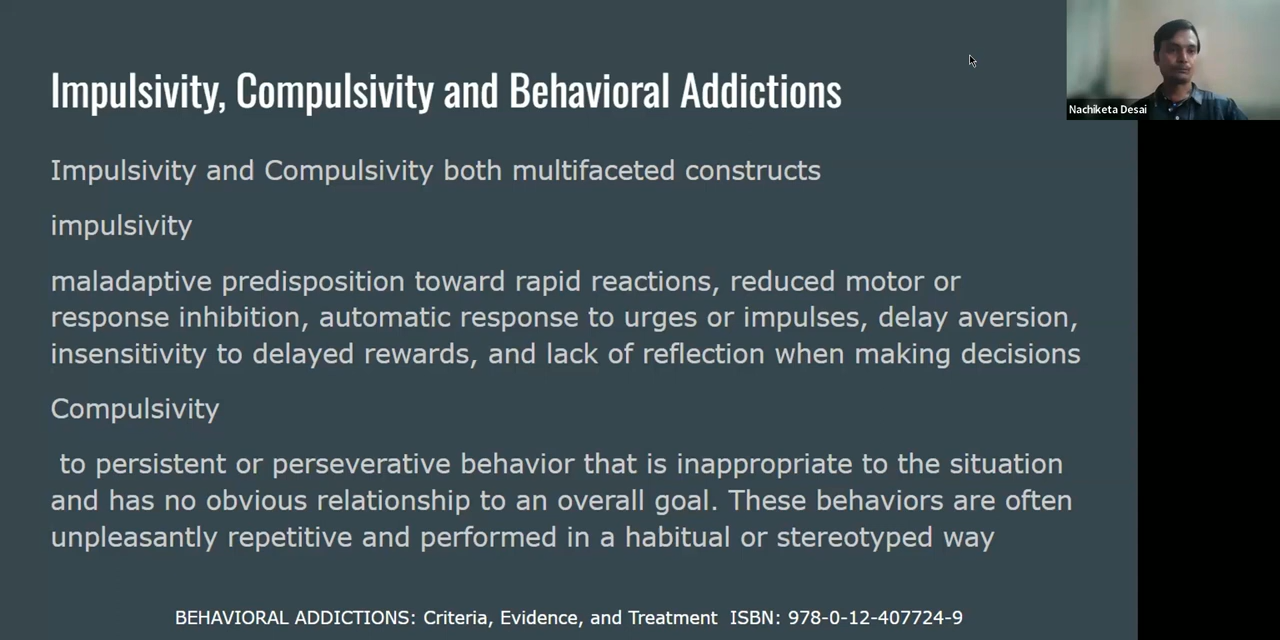 Impulsivity, Compulsivity and Behavioral Addictions
Nachiketa Desai
Impulsivity and Compulsivity both multifaceted constructs
impulsivity
maladaptive predisposition toward rapid reactions, reduced motor or
response inhibition, automatic response to urges or impulses, delay aversion,
insensitivity to delayed rewards, and lack of reflection when making decisions
Compulsivity
to persistent or perseverative behavior that is inappropriate to the situation
and has no obvious relationship to an overall goal. These behaviors are often
unpleasantly repetitive and performed in a habitual or stereotyped way
BEHAVIORAL ADDICTIONS: Criteria, Evidence, and Treatment ISBN: 978-0-12-407724-9